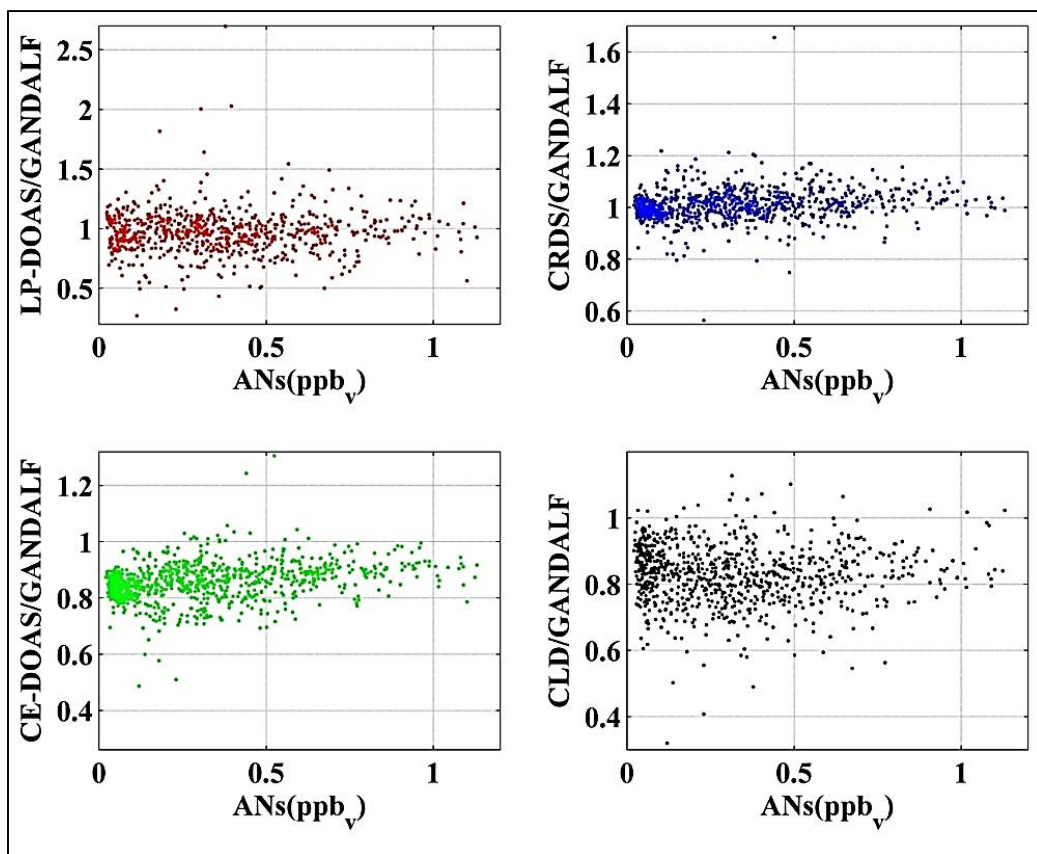 LP-DOAS/GANDALF
2.5
2
1.5
1
0.5
0 0.5 1
ANs(ppbv)
CRDS/GANDALF
1.6
1.4
1.2
1
0.8
0.6
0 0.5 1
ANs(ppbv)
CE-DOAS/GANDALF
1.2
1
0.8
0.6
0.4
0 0.5 1
ANs(ppbv)
CLD/GANDALF
1
0.8
0.6
0.4
0 0.5 1
ANs(ppbv)